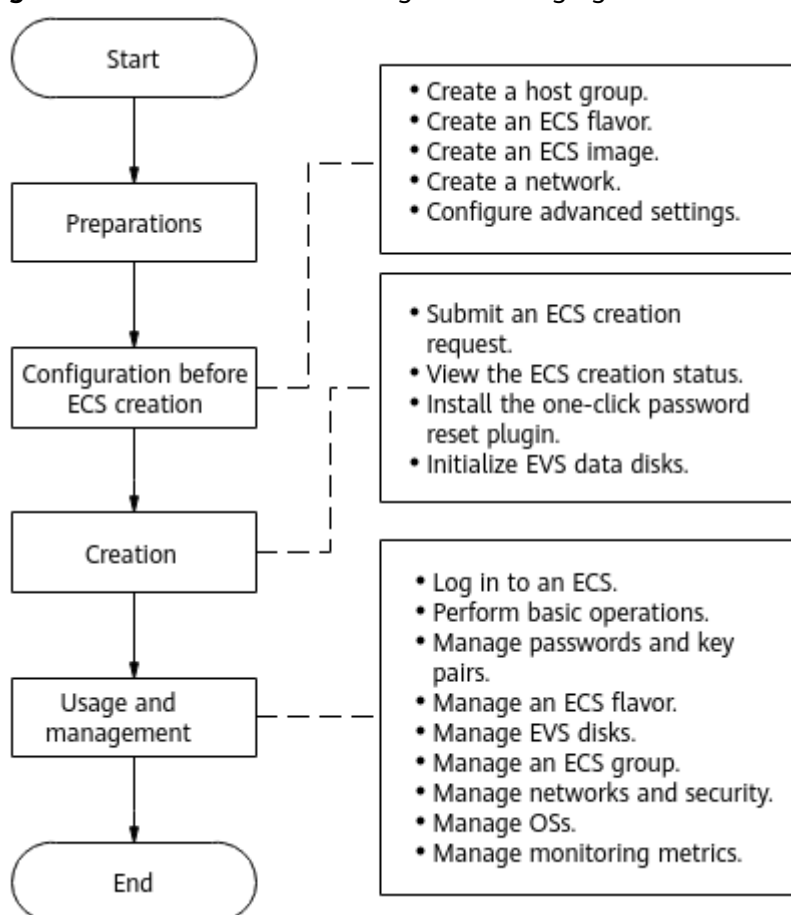 Start
Preparations
Configuration before
ECS creation
Creation
Usage and
management
End
• Create a host group.
• Create an ECS flavor.
• Create an ECS image.
• Create a network.
• Configure advanced settings.
• Submit an ECS creation
request.
• View the ECS creation status.
• Install the one-click password
reset plugin.
• Initialize EVS data disks.
• Log in to an ECS.
• Perform basic operations.
• Manage passwords and key
pairs.
• Manage an ECS flavor.
• Manage EVS disks.
• Manage an ECS group.
• Manage networks and security.
• Manage OSs.
• Manage monitoring metrics.